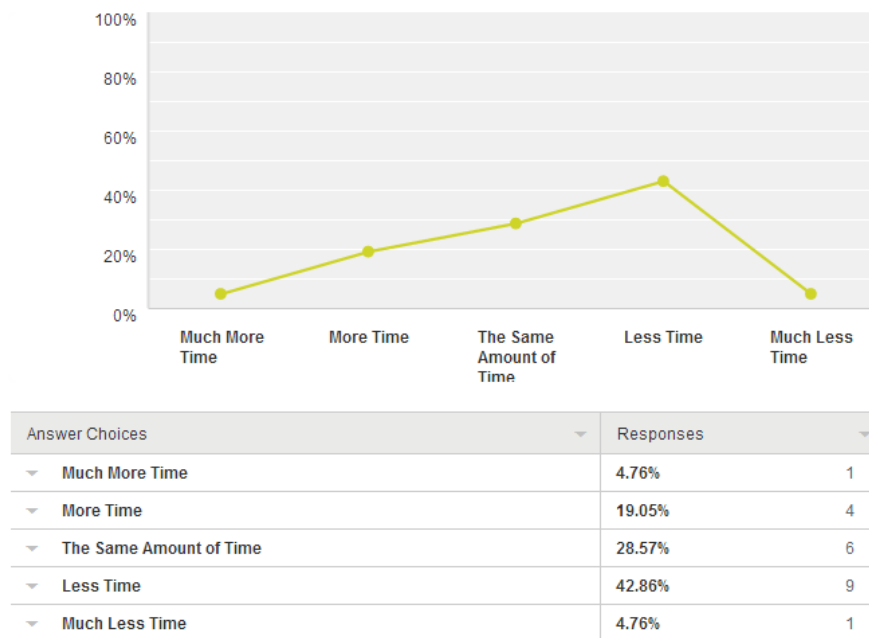 100%
80%
60%
40%
20%
0%
Much More
Time
More Time
The Same
Amount of
Time
Less Time
Much Less
Time
Answer Choices Responses
Much More Time 4.76% 1
More Time 19.05% 4
The Same Amount of Time 28.57% 6
Less Time 42.86% 9
Much Less Time 4.76% 1